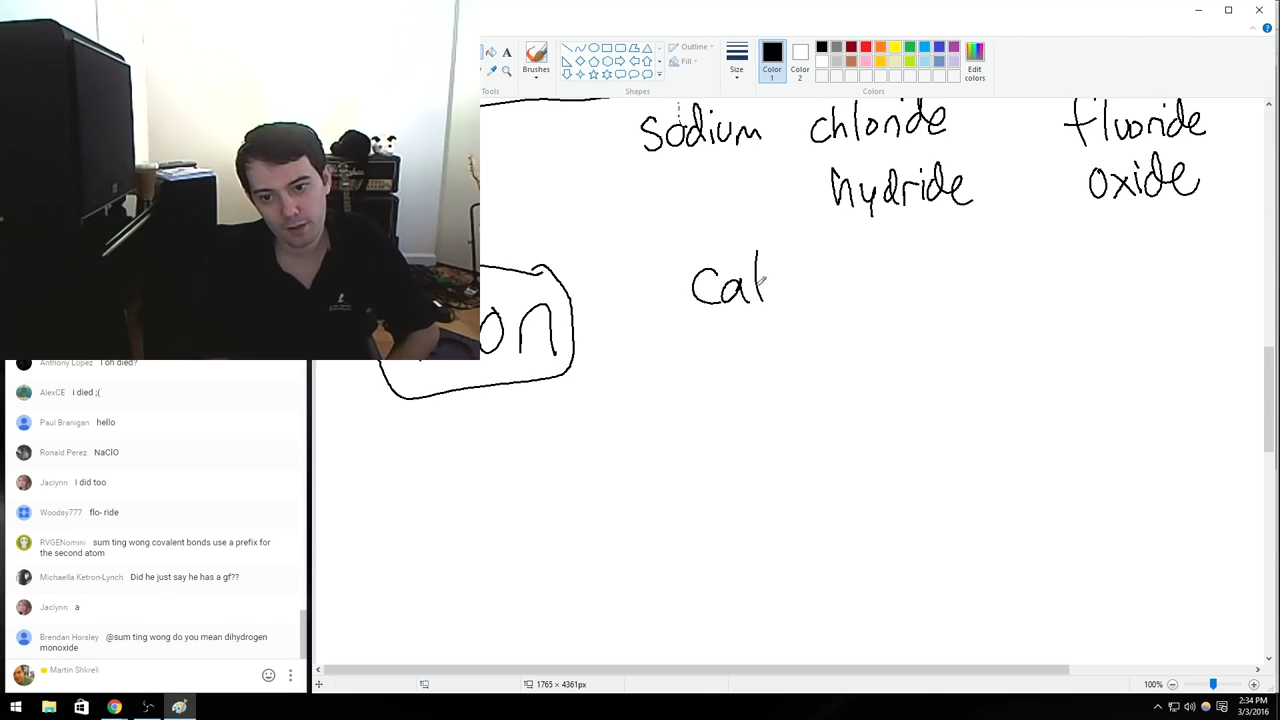 Tools
Brushes
Shapes
Outline
Fill
Size
Color 1
Color 2
Edit colors
Colors
sodium chloride fluoride
hydride oxide
cat
on
Anthony Lopez I oh died?
AlexCE i died ;(
Paul Branigan hello
Ronald Perez NaClO
Jaclynn I did too
Woodsy777 flo- ride
RVGENomini sum ting wong covalent bonds use a prefix for
the second atom
Michaella Ketron-Lynch Did he just say he has a gf??
Jaclynn a
Brendan Horsley @sum ting wong do you mean dihydrogen
monoxide
Martin Shkreli
1765 × 4361px
100%
2:34 PM
3/3/2016